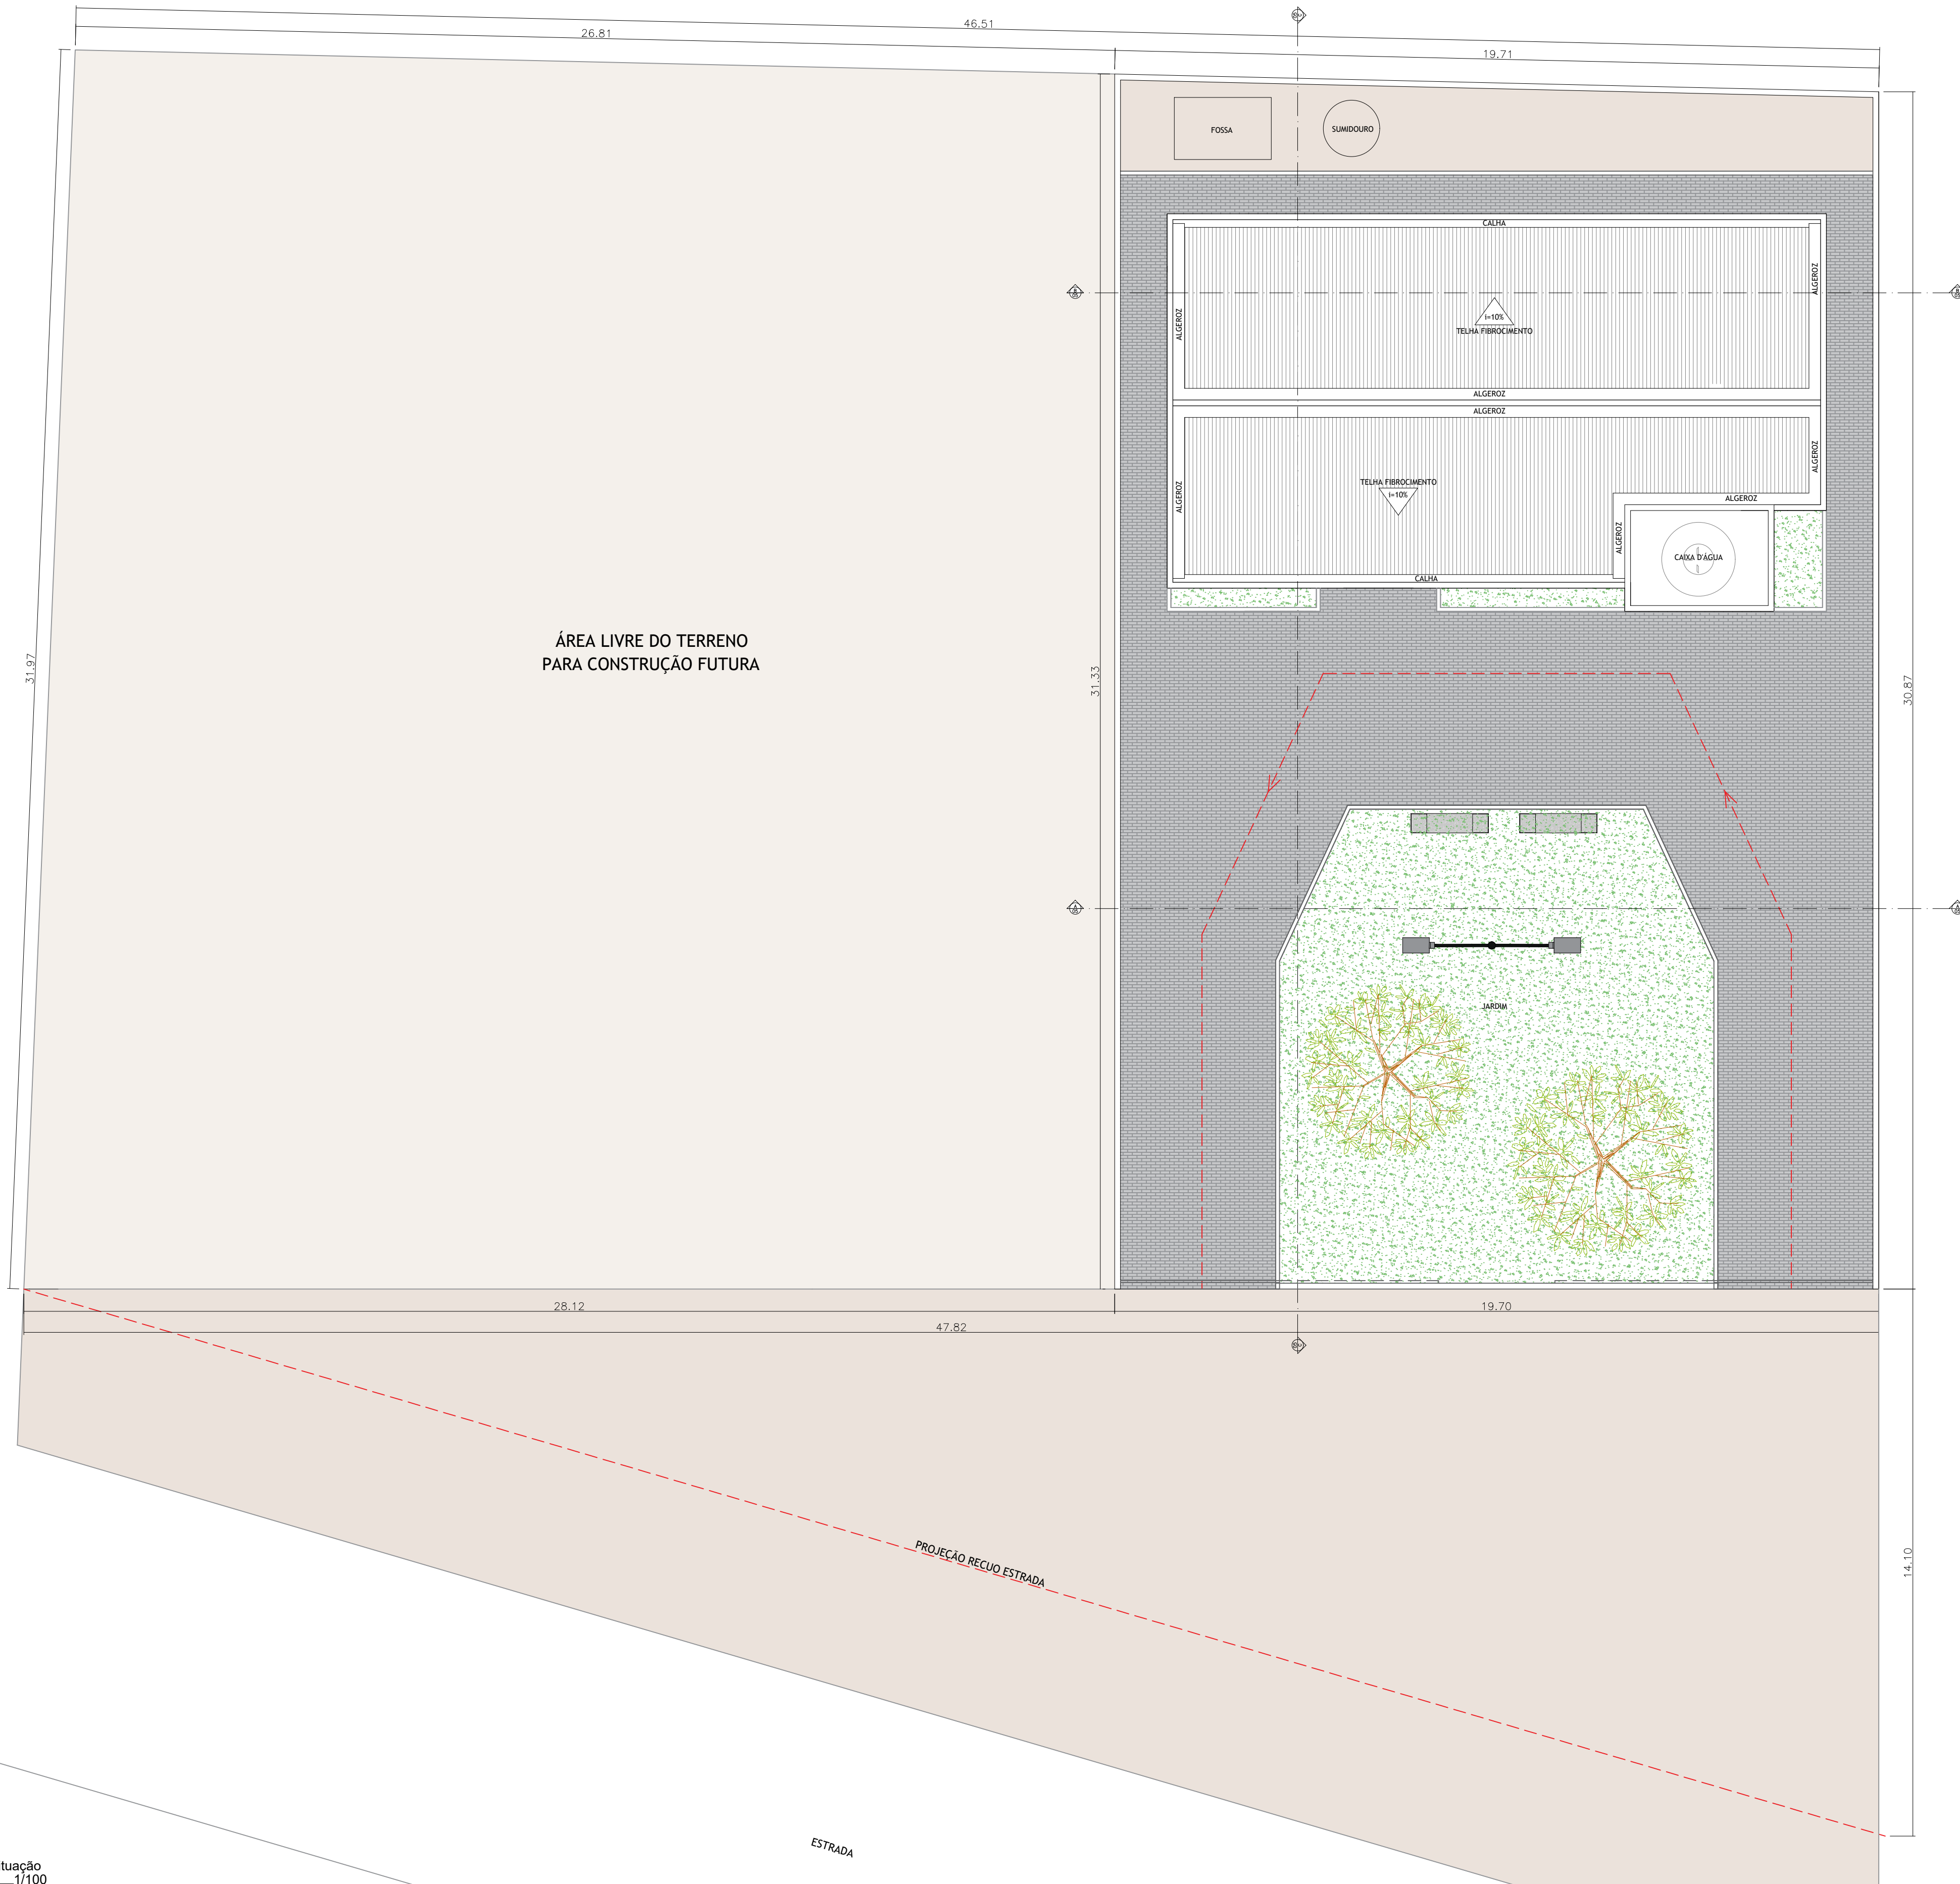 46.51
26.81
19.71
FOSSA
SUMIDOURO
CALHA
ALGEROZ
ALGEROZ
i=10%
TELHA FIBROCIMENTO
ALGEROZ
ALGEROZ
ALGEROZ
ALGEROZ
TELHA FIBROCIMENTO
i=10%
ALGEROZ
ALGEROZ
CAIXA D'ÁGUA
CALHA
ÁREA LIVRE DO TERRENO
PARA CONSTRUÇÃO FUTURA
31.97
31.33
30.87
JARDIM
28.12
19.70
47.82
PROJEÇÃO RECUO ESTRADA
14.10
ESTRADA
tuação
1/100